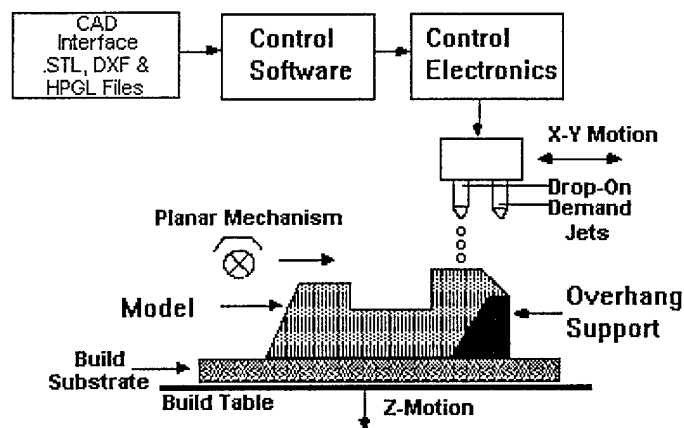 CAD
Interface
.STL, DXF &
HPGL Files
Control
Software
Control
Electronics
X-Y Motion
Drop-On
Demand
Jets
Planar Mechanism
Model
Overhang
Support
Build
Substrate
Build Table
Z-Motion